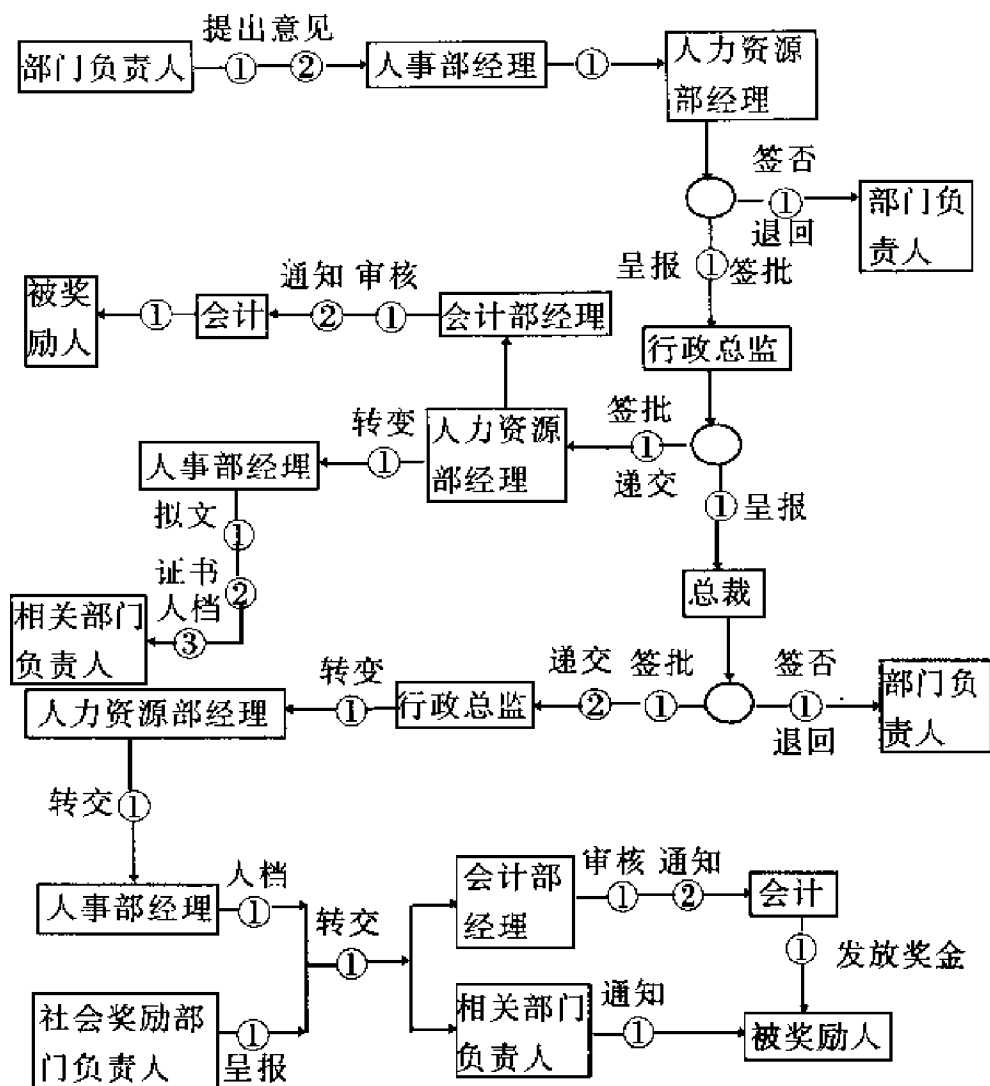 提出意见
部门负责人
①
②
人事部经理
①
人力资源
部经理
签否
①
退回
部门负
责人
呈报
①
签批
被奖
励人
①
会计
通知
审核
②
①
会计部经理
行政总监
转变
①
人力资源
部经理
签批
①
递交
人事部经理
①
呈报
拟文
①
证书
②
人档
③
相关部门
负责人
总裁
人力资源部经理
转变
①
行政总监
递交
②
签批
①
签否
①
退回
部门负
责人
转交
①
人事部经理
人档
①
转交
①
会计部
经理
审核
①
通知
②
会计
①
发放奖金
社会奖励部
门负责人
①
呈报
相关部门
负责人
通知
①
被奖励人